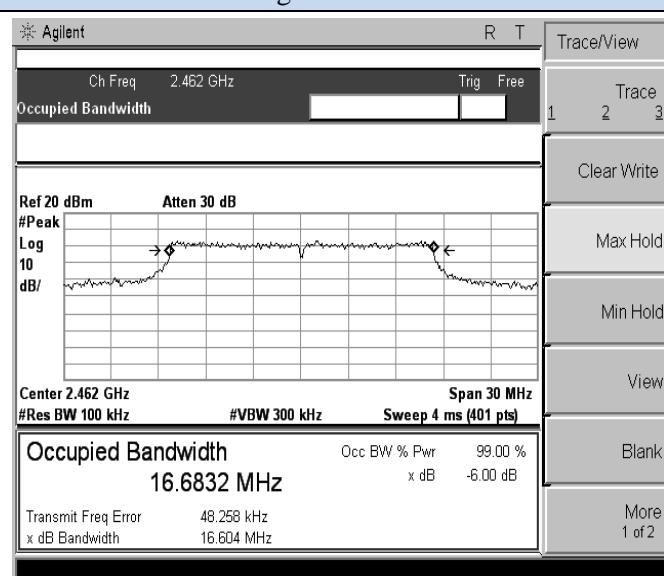 Agilent R T
Trace/View
Ch Freq 2.462 GHz Trig Free
Occupied Bandwidth
Trace
1 2 3
Clear Write
Ref 20 dBm Atten 30 dB
#Peak
Log
10
dB/
Max Hold
Min Hold
Center 2.462 GHz Span 30 MHz
#Res BW 100 kHz #VBW 300 kHz Sweep 4 ms (401 pts)
View
Occupied Bandwidth Occ BW % Pwr 99.00 %
16.6832 MHz x dB -6.00 dB
Blank
Transmit Freq Error 48.258 kHz
x dB Bandwidth 16.604 MHz
More
1 of 2